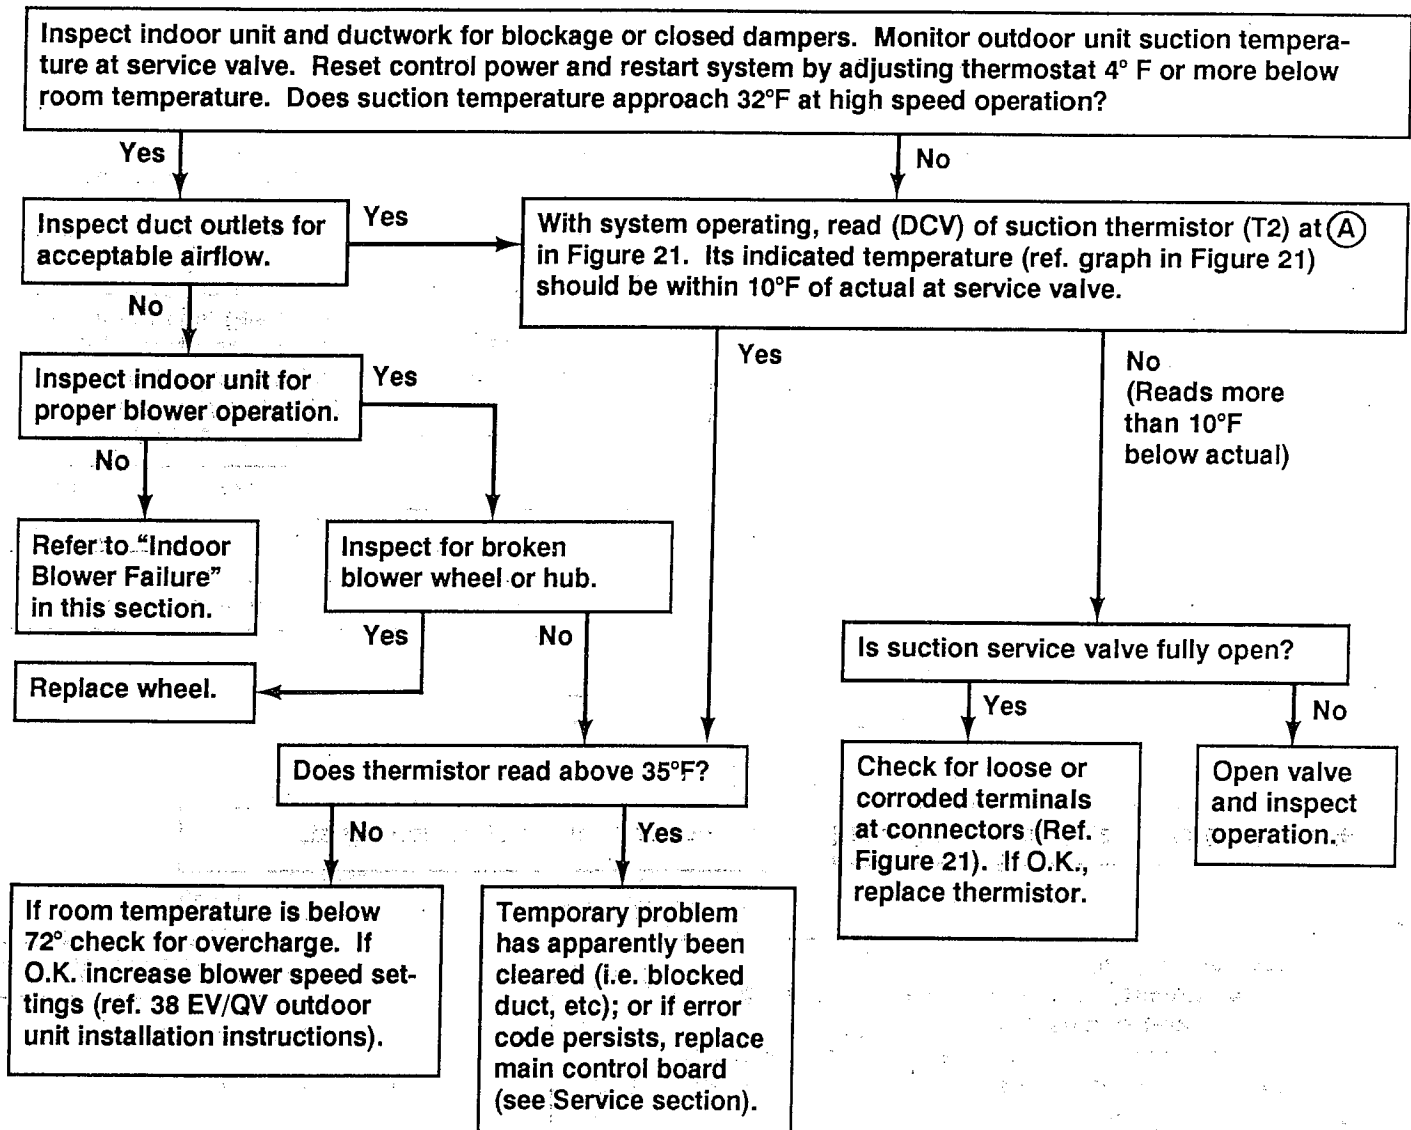 Inspect indoor unit and ductwork for blockage or closed dampers. Monitor outdoor unit suction tempera-
ture at service valve. Reset control power and restart system by adjusting thermostat 4° F or more below
room temperature. Does suction temperature approach 32°F at high speed operation?
Yes
No
Inspect duct outlets for
acceptable airflow.
Yes
With system operating, read (DCV) of suction thermistor (T2) at Ⓐ
in Figure 21. Its indicated temperature (ref. graph in Figure 21)
should be within 10°F of actual at service valve.
No
Yes
No
(Reads more
than 10°F
below actual)
Inspect indoor unit for
proper blower operation.
Yes
No
Refer to “Indoor
Blower Failure”
in this section.
Inspect for broken
blower wheel or hub.
Yes
No
Is suction service valve fully open?
Replace wheel.
Yes
No
Does thermistor read above 35°F?
Check for loose or
corroded terminals
at connectors (Ref.
Figure 21). If O.K.,
replace thermistor.
Open valve
and inspect
operation.
No
Yes
If room temperature is below
72° check for overcharge. If
O.K. increase blower speed set-
tings (ref. 38 EV/QV outdoor
unit installation instructions).
Temporary problem
has apparently been
cleared (i.e. blocked
duct, etc); or if error
code persists, replace
main control board
(see Service section).